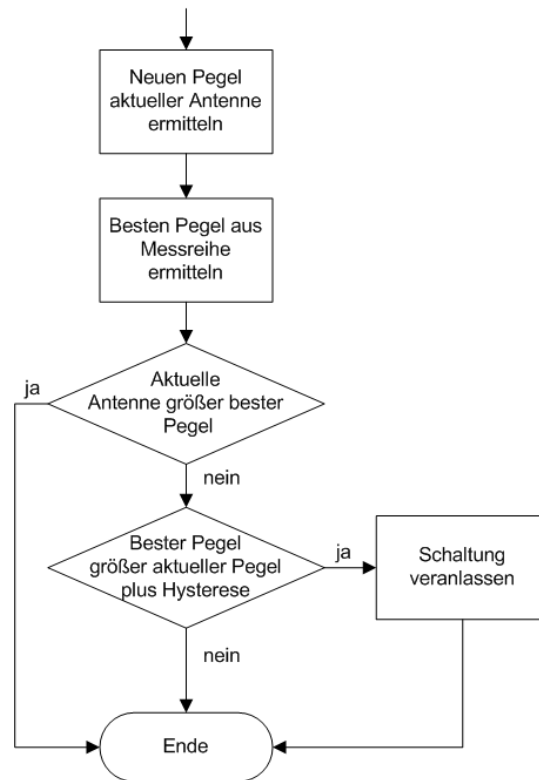 Neuen Pegel
aktueller Antenne
ermitteln
Besten Pegel aus
Messreihe
ermitteln
ja
Aktuelle
Antenne größer bester
Pegel
nein
Bester Pegel
größer aktueller Pegel
plus Hysterese
ja
Schaltung
veranlassen
nein
Ende